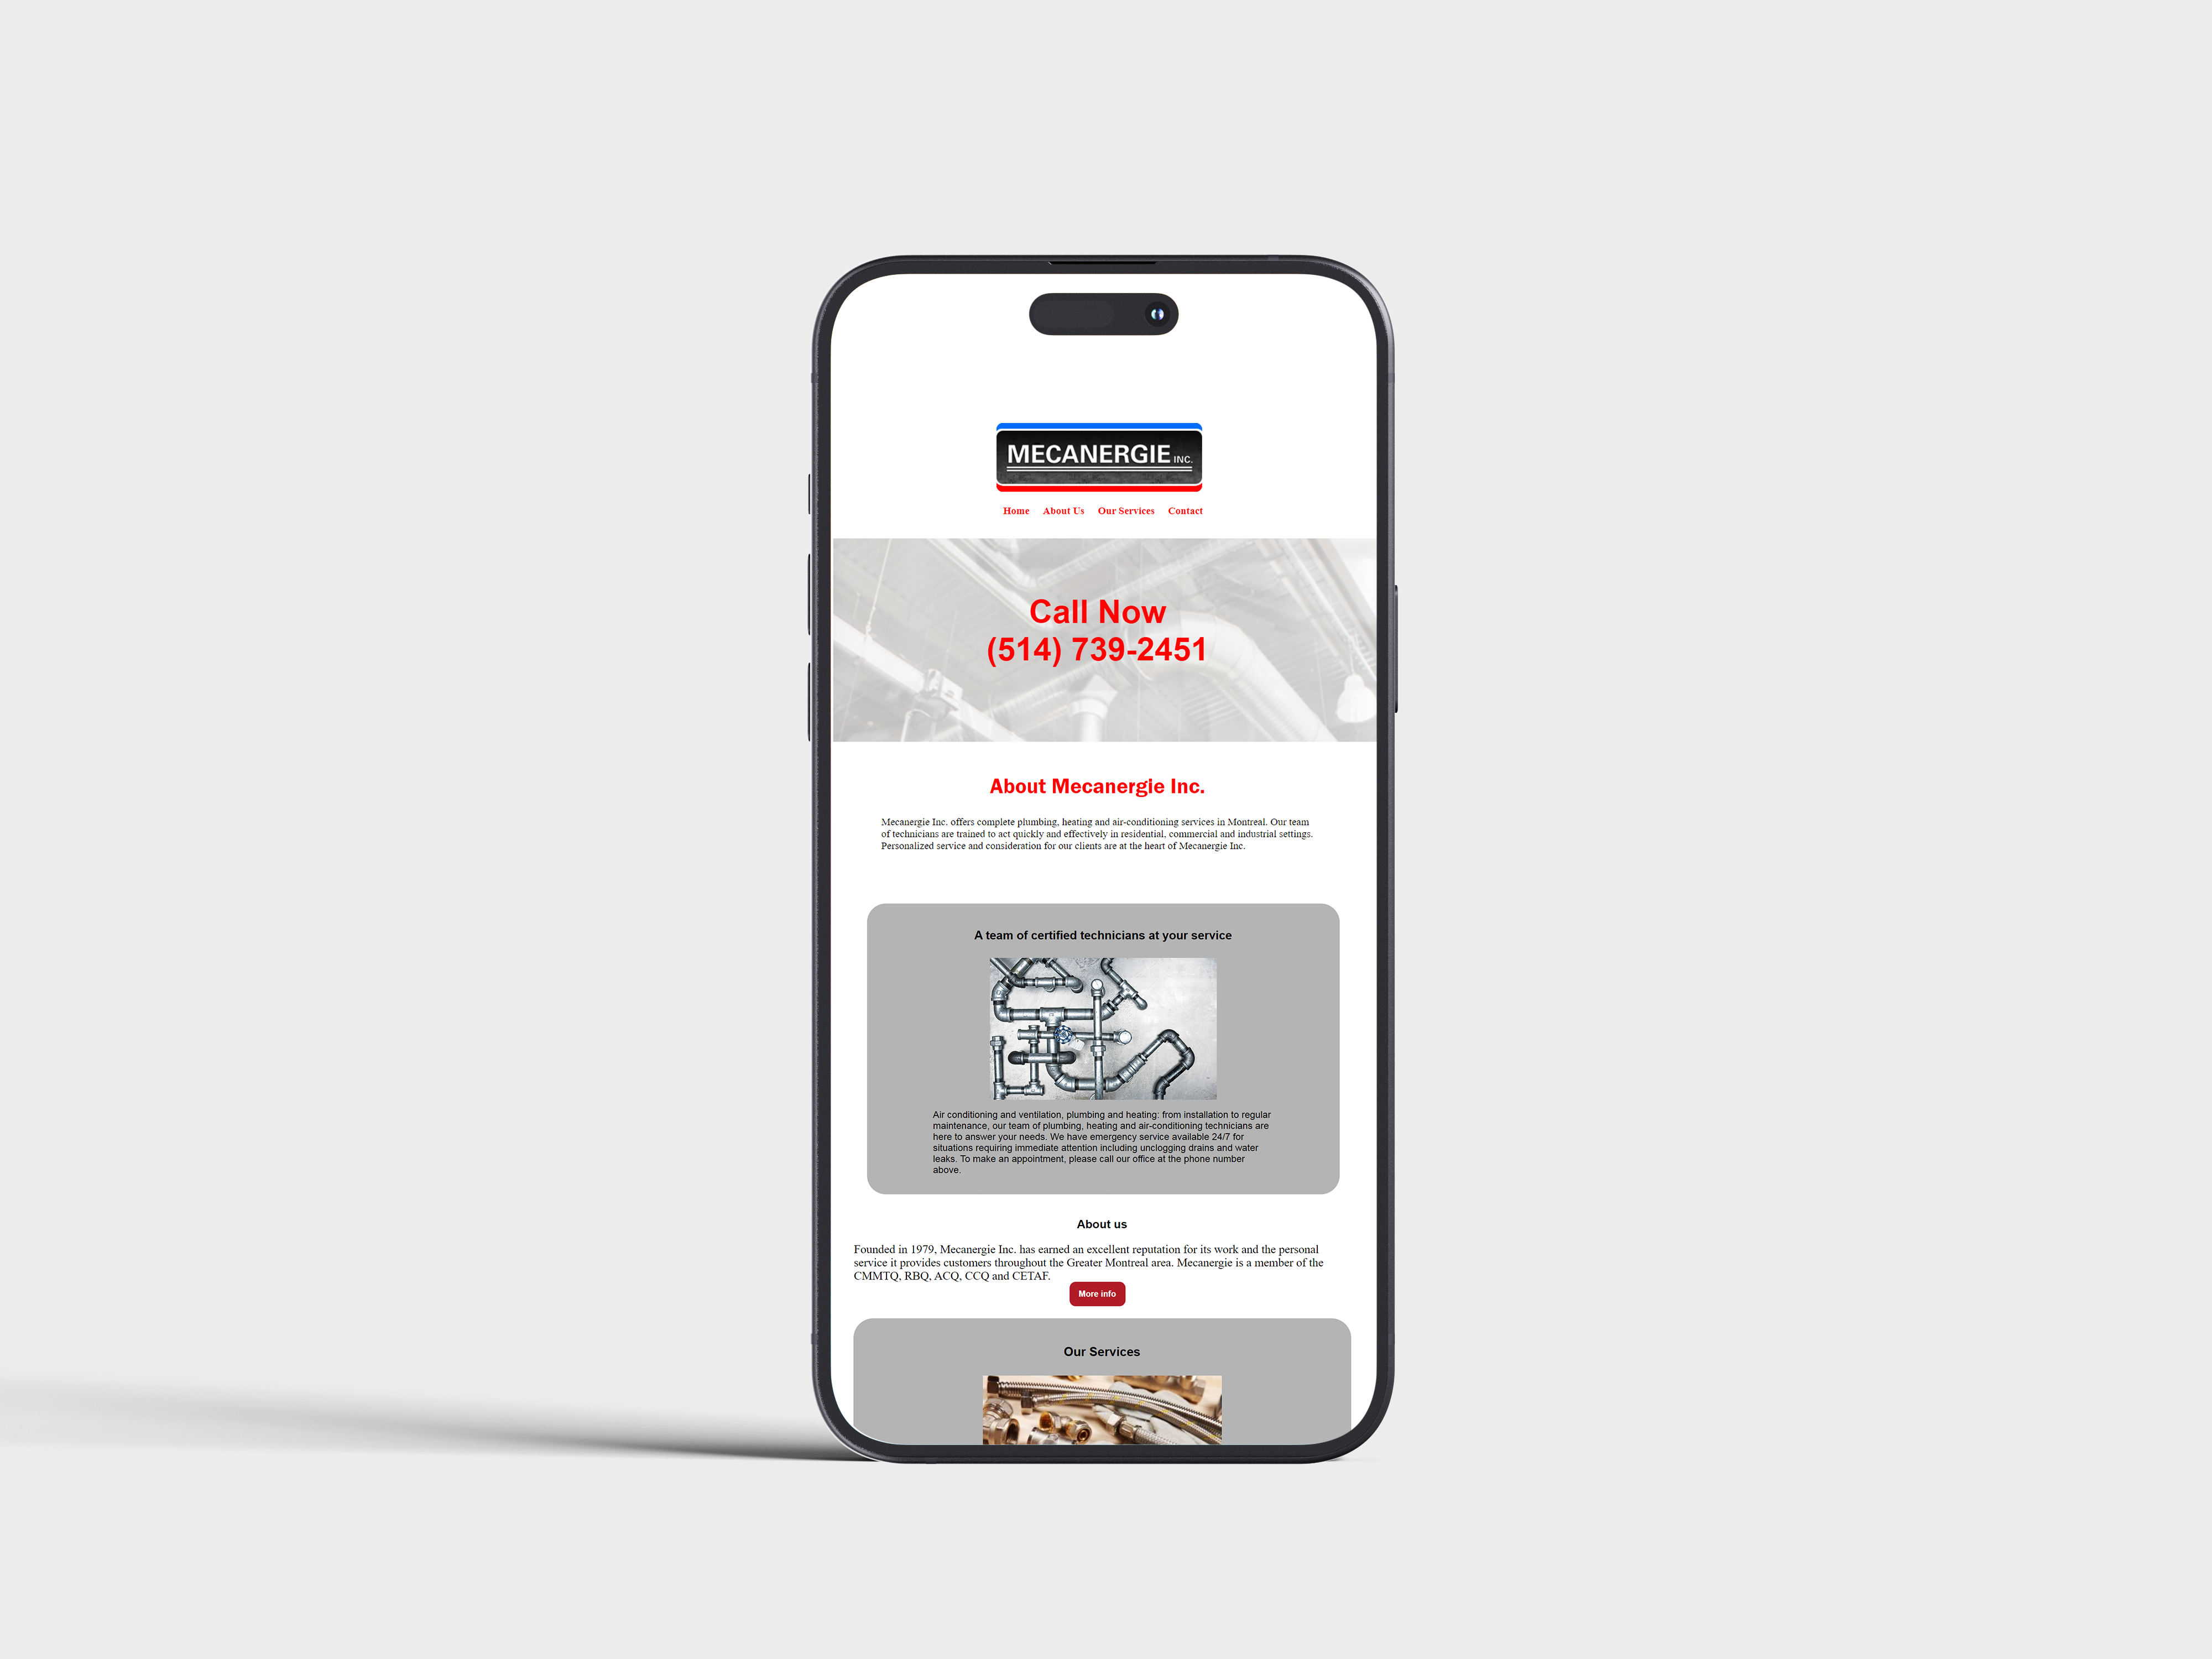 MECANERGIE INC.
Home About Us Our Services Contact
Call Now
(514) 739-2451
About Mecanergie Inc.
Mecanergie Inc. offers complete plumbing, heating and air-conditioning services in Montreal. Our team
of technicians are trained to act quickly and effectively in residential, commercial and industrial settings.
Personalized service and consideration for our clients are at the heart of Mecanergie Inc.
A team of certified technicians at your service
Air conditioning and ventilation, plumbing and heating: from installation to regular
maintenance, our team of plumbing, heating and air-conditioning technicians are
here to answer your needs. We have emergency service available 24/7 for
situations requiring immediate attention including unclogging drains and water
leaks. To make an appointment, please call our office at the phone number
above.
About us
Founded in 1979, Mecanergie Inc. has earned an excellent reputation for its work and the personal
service it provides customers throughout the Greater Montreal area. Mecanergie is a member of the
CMMTQ, RBQ, ACQ, CCQ and CETAF.
More info
Our Services